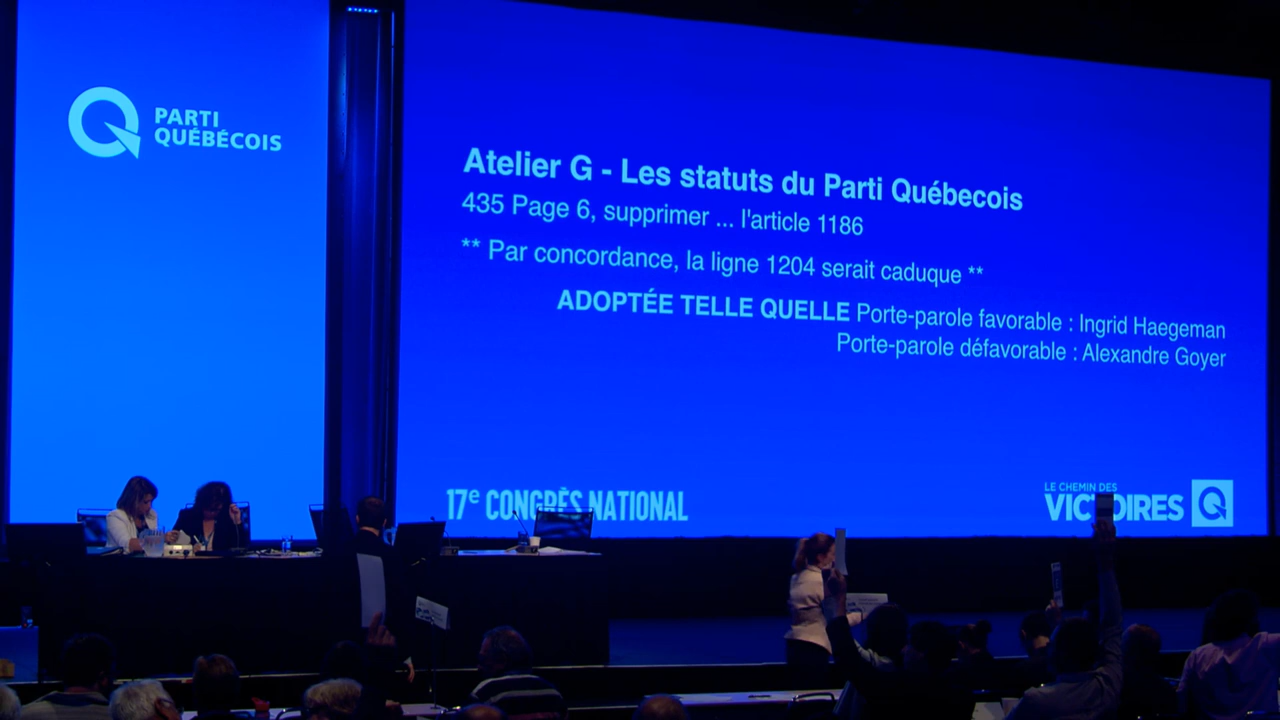 PARTI
QUÉBÉCOIS
Atelier G - Les statuts du Parti Québecois
435 Page 6, supprimer ... l'article 1186
** Par concordance, la ligne 1204 serait caduque **
ADOPTÉE TELLE QUELLE Porte-parole favorable : Ingrid Haegeman
Porte-parole défavorable : Alexandre Goyer
17e CONGRÈS NATIONAL
LE CHEMIN DES
VICTOIRES